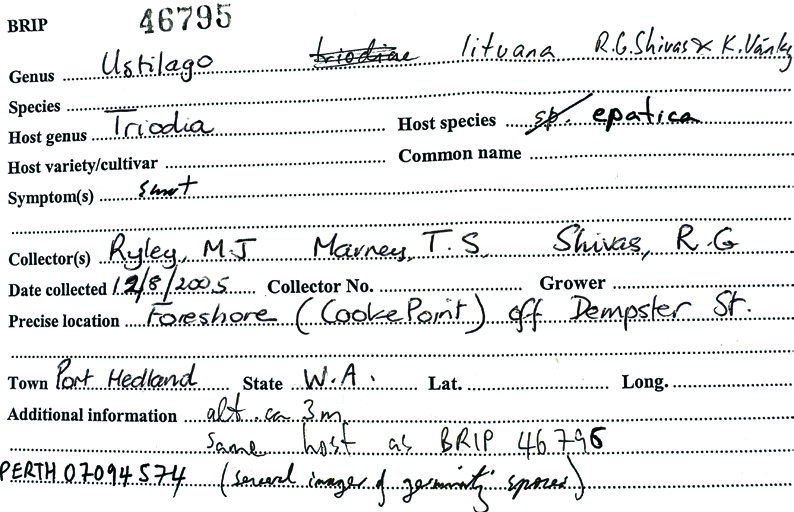 BRIP 46795
Genus Ustilago triodiae lituana R.G.Shivas & K.Vánky
Species
Host genus Triodia Host species sp. epatica
Host variety/cultivar Common name
Symptom(s) smut
Collector(s) Ryley, M.J Marney, T.S. Shivas, R.G
Date collected 12/8/2005 Collector No. Grower
Precise location Foreshore (Cooke Point) off Dempster St.
Town Port Hedland State W.A. Lat. Long.
Additional information alt. ca 3m
same host as BRIP 46796
PERTH 07094574 (several images of germinatg spores)